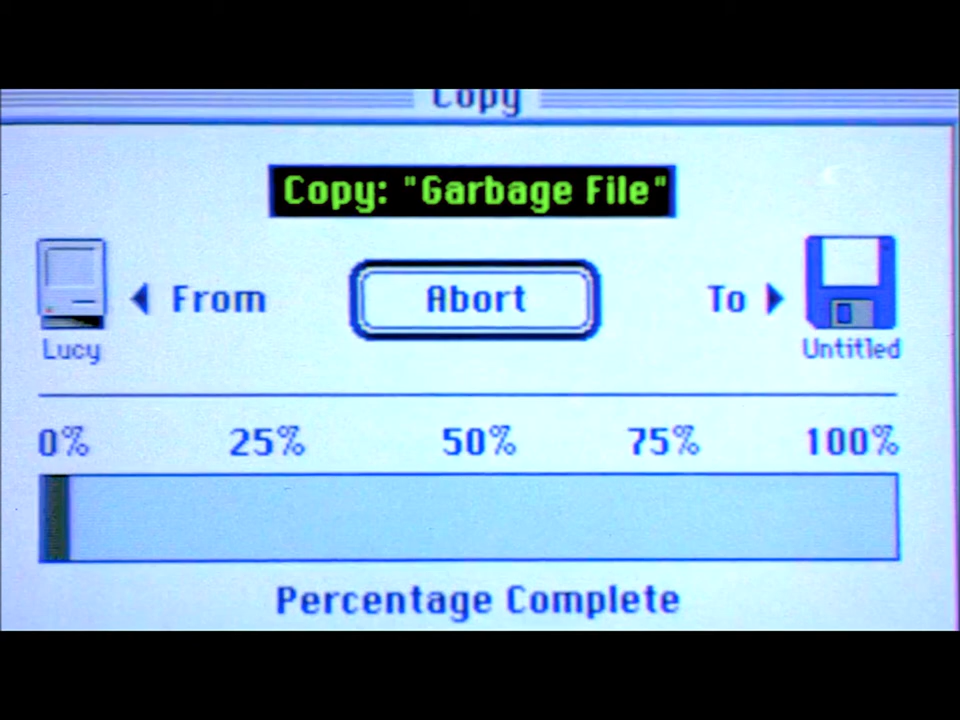 Copy
Copy: "Garbage File"
From
Abort
To
Lucy
Untitled
0% 25% 50% 75% 100%
Percentage Complete